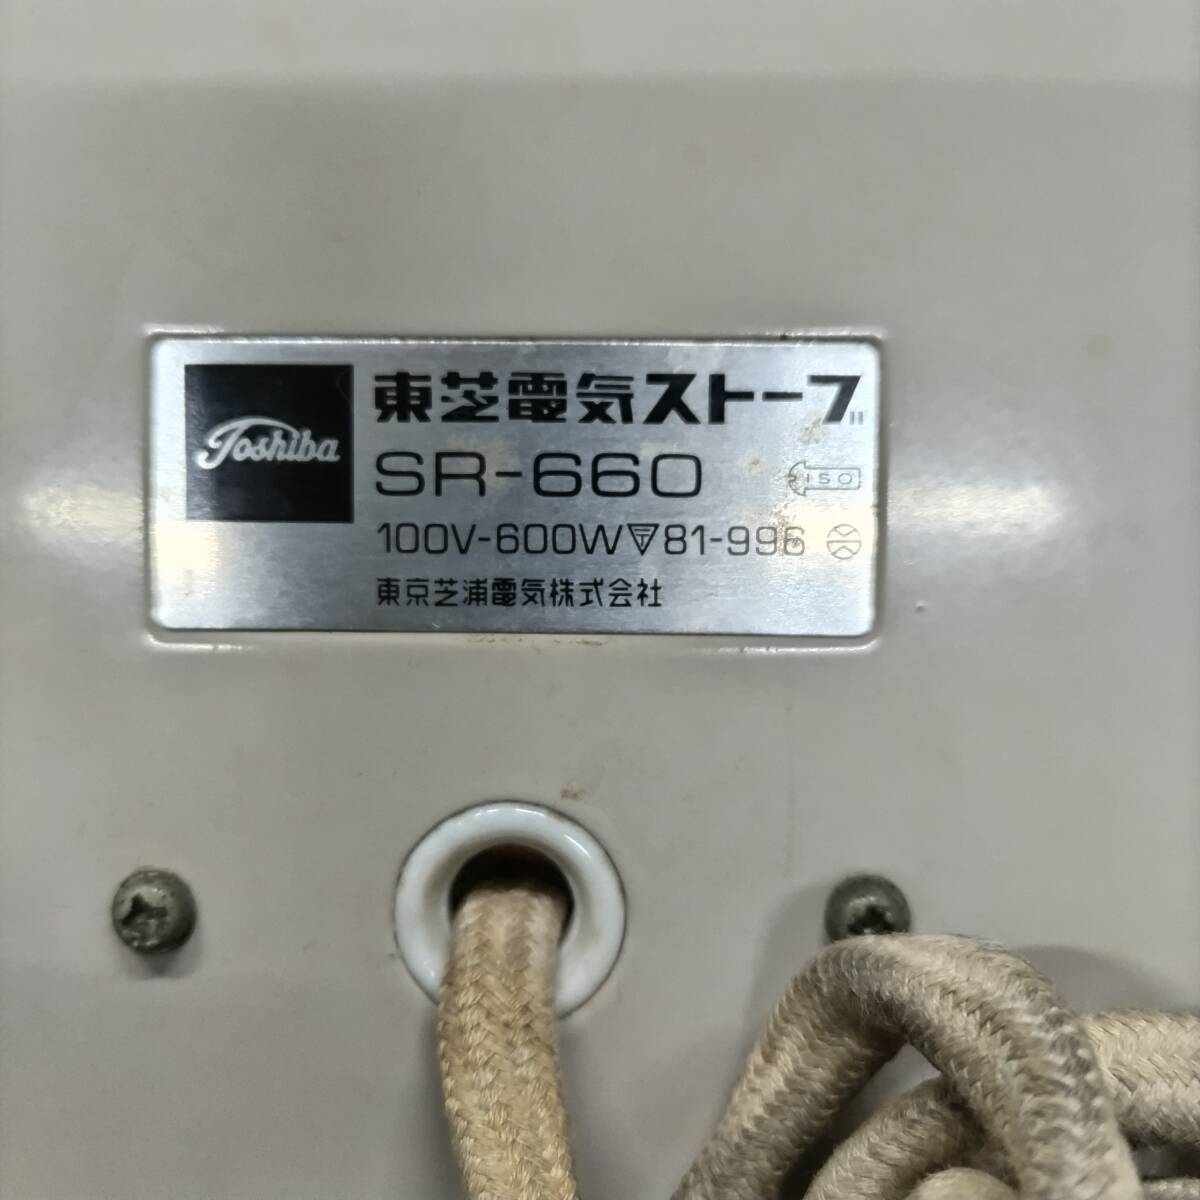 Toshiba
東芝電気ストーブ
SR-660
ISO
100V-600W 〒 81-996
東京芝浦電気株式会社